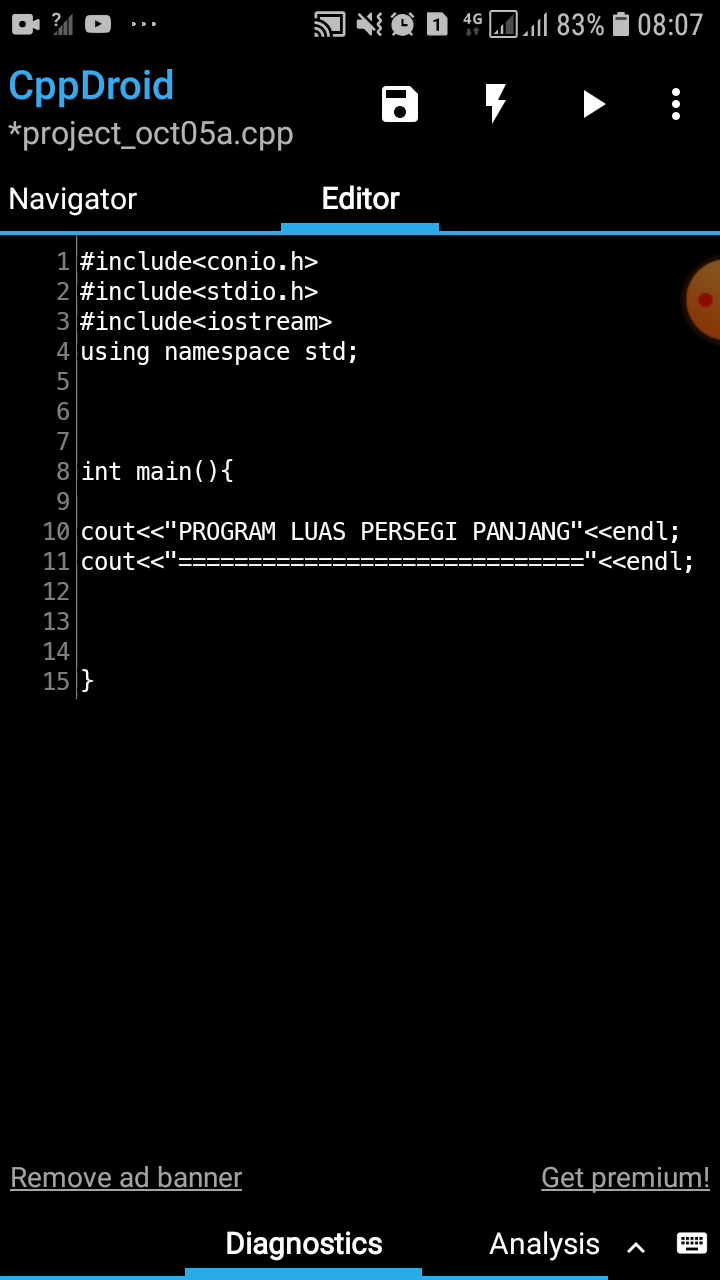 ? ... 1 4G 83% 08:07
CppDroid
*project_oct05a.cpp
Navigator Editor
1 #include<conio.h>
2 #include<stdio.h>
3 #include<iostream>
4 using namespace std;
5
6
7
8 int main(){
9
10 cout<<"PROGRAM LUAS PERSEGI PANJANG"<<endl;
11 cout<<"============================="<<endl;
12
13
14
15 }
Remove ad banner Get premium!
Diagnostics Analysis